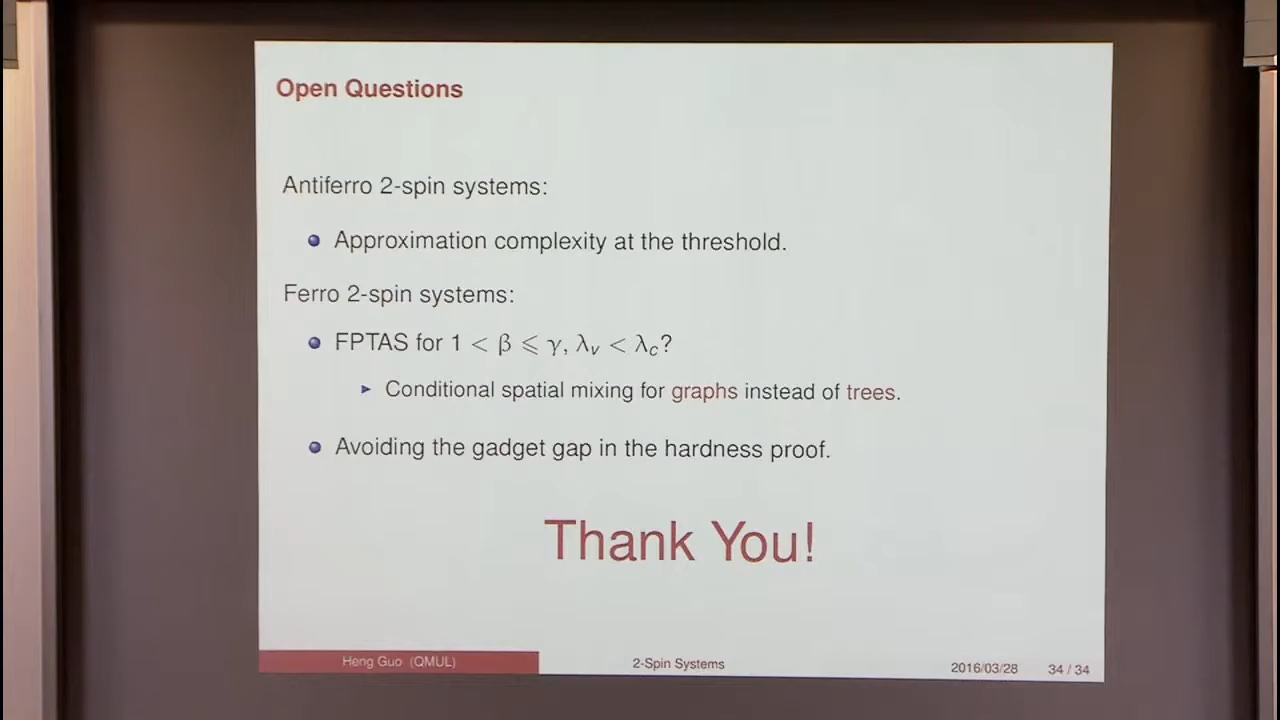 Open Questions
Antiferro 2-spin systems:
Approximation complexity at the threshold.
Ferro 2-spin systems:
FPTAS for 1 < β ⩽ γ, λ_v < λ_c?
Conditional spatial mixing for graphs instead of trees.
Avoiding the gadget gap in the hardness proof.
Thank You!
Heng Guo (QMUL) 2-Spin Systems 2016/03/28 34 / 34